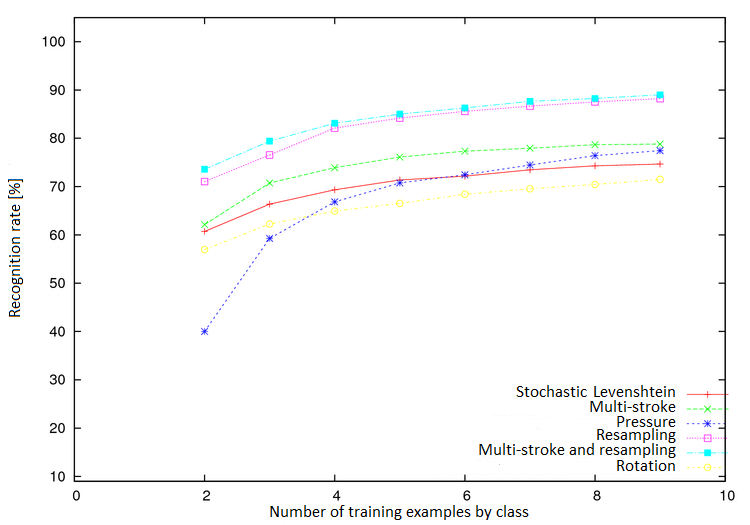 100
90
80
70
60
50
40
30
20
10
Recognition rate [%]
Stochastic Levenshtein
Multi-stroke
Pressure
Resampling
Multi-stroke and resampling
Rotation
0 2 4 6 8 10
Number of training examples by class